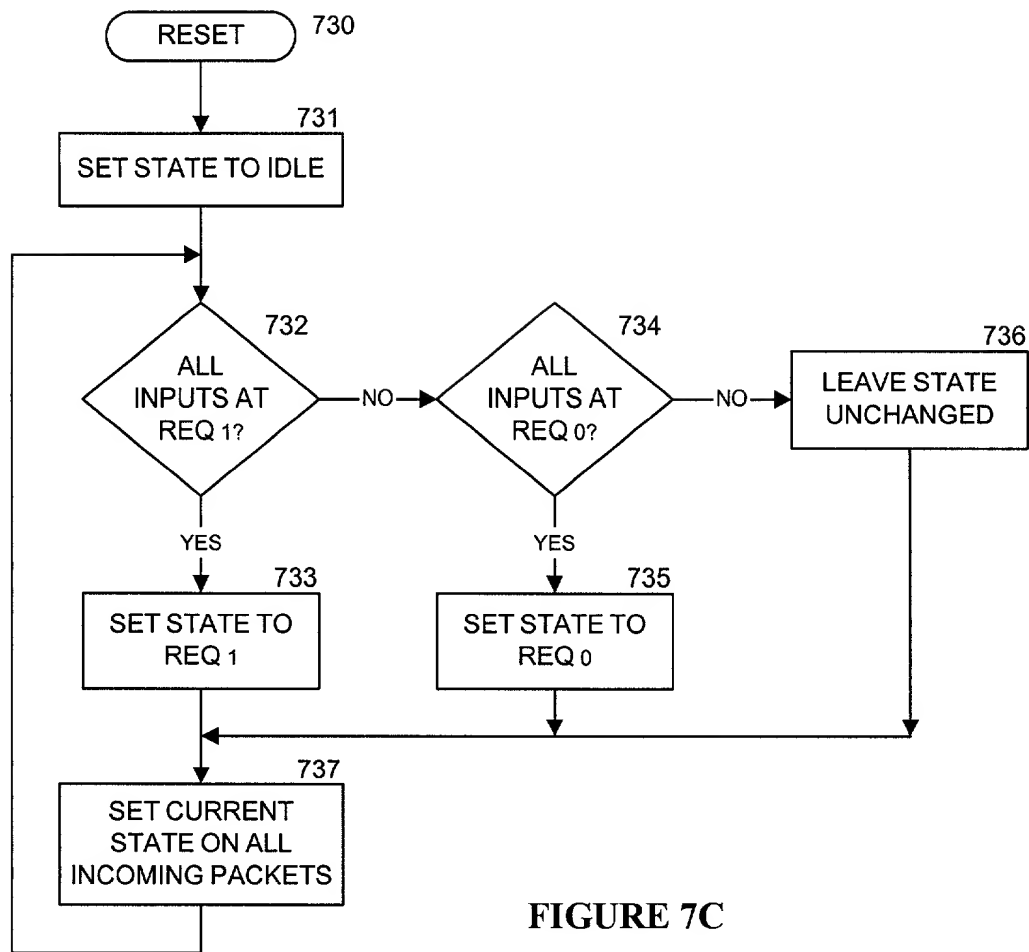 RESET
730
731
SET STATE TO IDLE
732
ALL
INPUTS AT
REQ 1?
NO
734
ALL
INPUTS AT
REQ 0?
NO
736
LEAVE STATE
UNCHANGED
YES
YES
733
SET STATE TO
REQ 1
735
SET STATE TO
REQ 0
737
SET CURRENT
STATE ON ALL
INCOMING PACKETS
FIGURE 7C